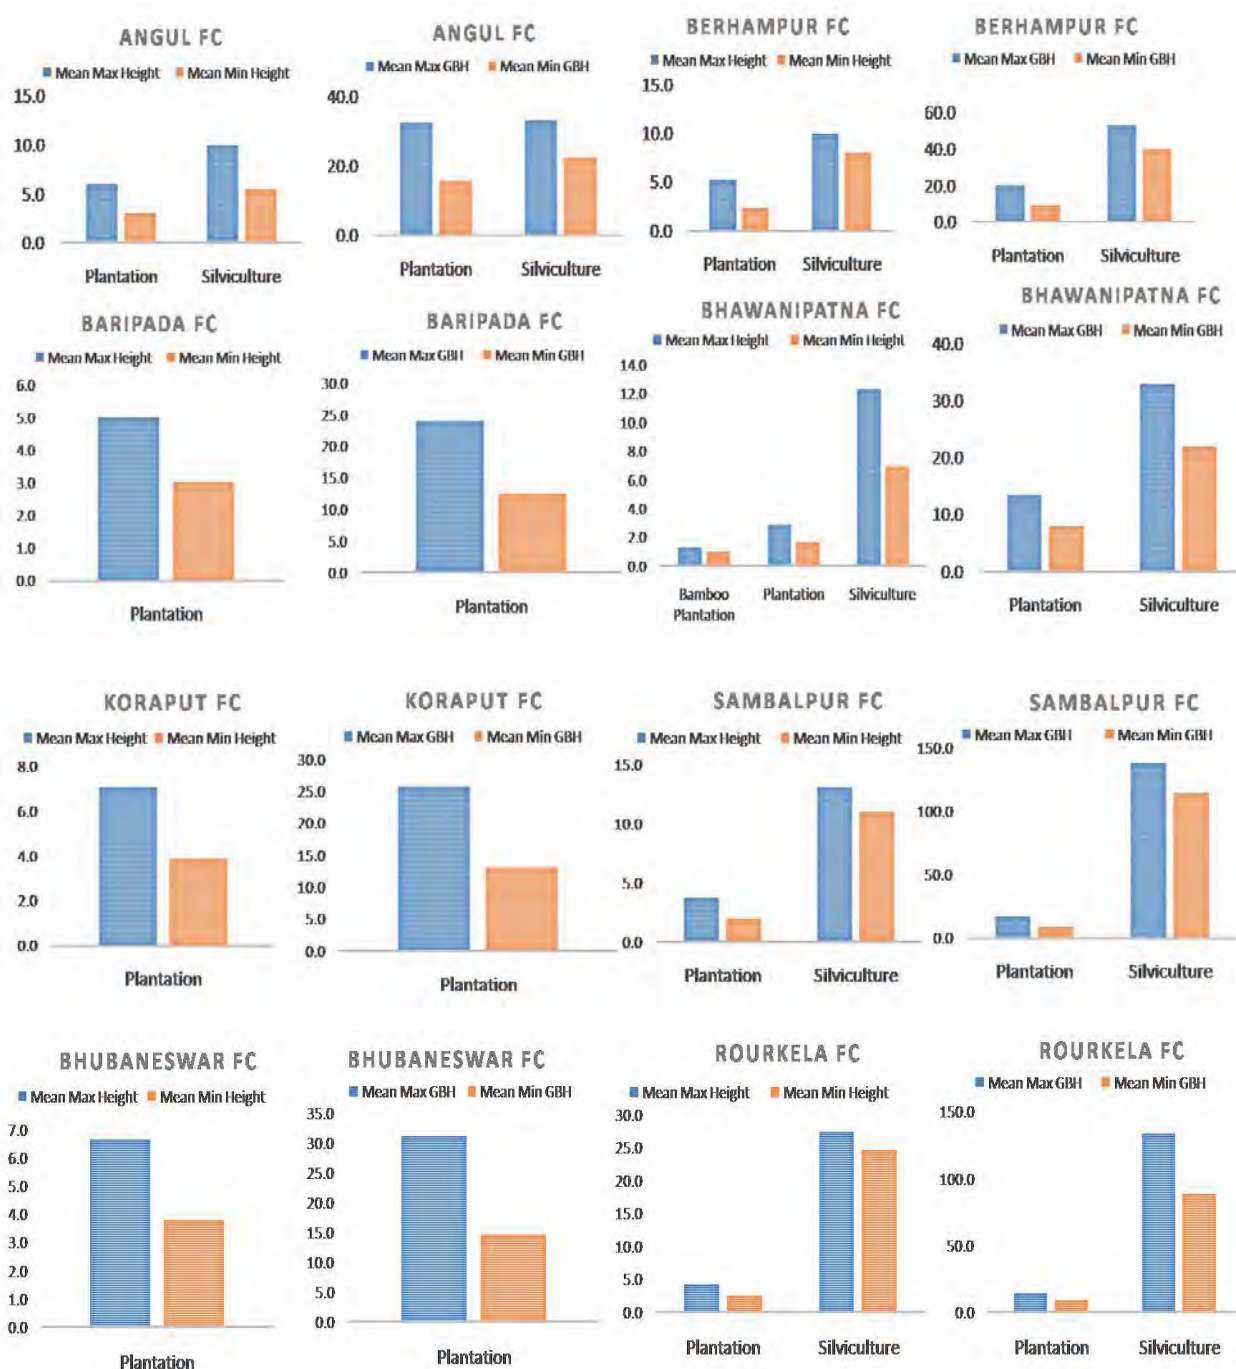 ANGUL FC
Mean Max Height Mean Min Height
15.0
10.0
5.0
0.0
Plantation Silviculture
ANGUL FC
Mean Max GBH Mean Min GBH
40.0
20.0
0.0
Plantation Silviculture
BERHAMPUR FC
Mean Max Height Mean Min Height
15.0
10.0
5.0
0.0
Plantation Silviculture
BERHAMPUR FC
Mean Max GBH Mean Min GBH
60.0
40.0
20.0
0.0
Plantation Silviculture
BARIPADA FC
Mean Max Height Mean Min Height
6.0
5.0
4.0
3.0
2.0
1.0
0.0
Plantation
BARIPADA FC
Mean Max GBH Mean Min GBH
30.0
25.0
20.0
15.0
10.0
5.0
0.0
Plantation
BHAWANIPATNA FC
Mean Max Height Mean Min Height
14.0
12.0
10.0
8.0
6.0
4.0
2.0
0.0
Bamboo Plantation Silviculture
Plantation
BHAWANIPATNA FC
Mean Max GBH Mean Min GBH
40.0
30.0
20.0
10.0
0.0
Plantation Silviculture
KORAPUT FC
Mean Max Height Mean Min Height
8.0
6.0
4.0
2.0
0.0
Plantation
KORAPUT FC
Mean Max GBH Mean Min GBH
30.0
25.0
20.0
15.0
10.0
5.0
0.0
Plantation
SAMBALPUR FC
Mean Max Height Mean Min Height
15.0
10.0
5.0
0.0
Plantation Silviculture
SAMBALPUR FC
Mean Max GBH Mean Min GBH
150.0
100.0
50.0
0.0
Plantation Silviculture
BHUBANESWAR FC
Mean Max Height Mean Min Height
7.0
6.0
5.0
4.0
3.0
2.0
1.0
0.0
Plantation
BHUBANESWAR FC
Mean Max GBH Mean Min GBH
35.0
30.0
25.0
20.0
15.0
10.0
5.0
0.0
Plantation
ROURKELA FC
Mean Max Height Mean Min Height
30.0
25.0
20.0
15.0
10.0
5.0
0.0
Plantation Silviculture
ROURKELA FC
Mean Max GBH Mean Min GBH
150.0
100.0
50.0
0.0
Plantation Silviculture